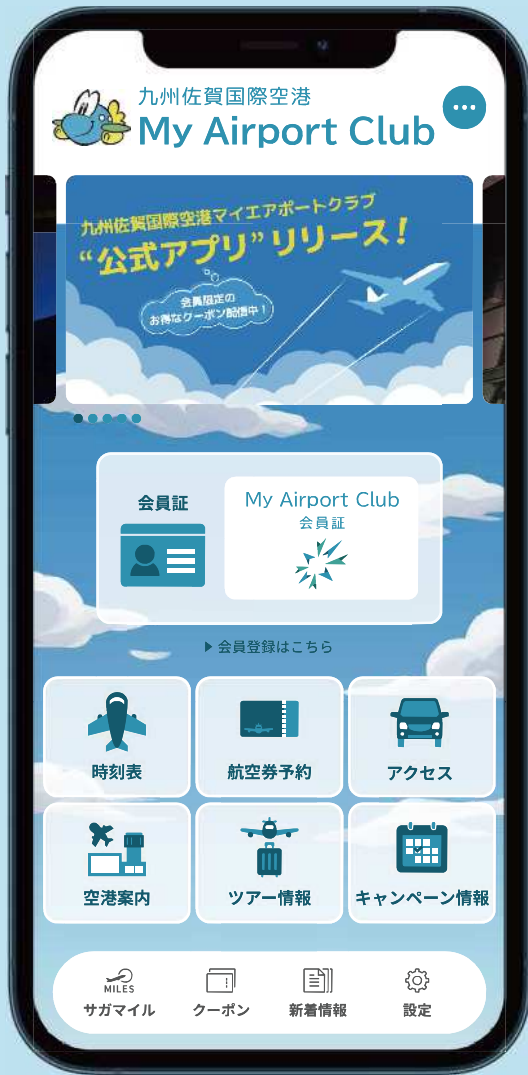 九州佐賀国際空港
My Airport Club
九州佐賀国際空港マイエアポートクラブ
“公式アプリ”リリース!
会員限定の
お得なクーポン配信中!
会員証
My Airport Club
会員証
会員登録はこちら
時刻表
航空券予約
アクセス
空港案内
ツアー情報
キャンペーン情報
MILES
サガマイル
クーポン
新着情報
設定